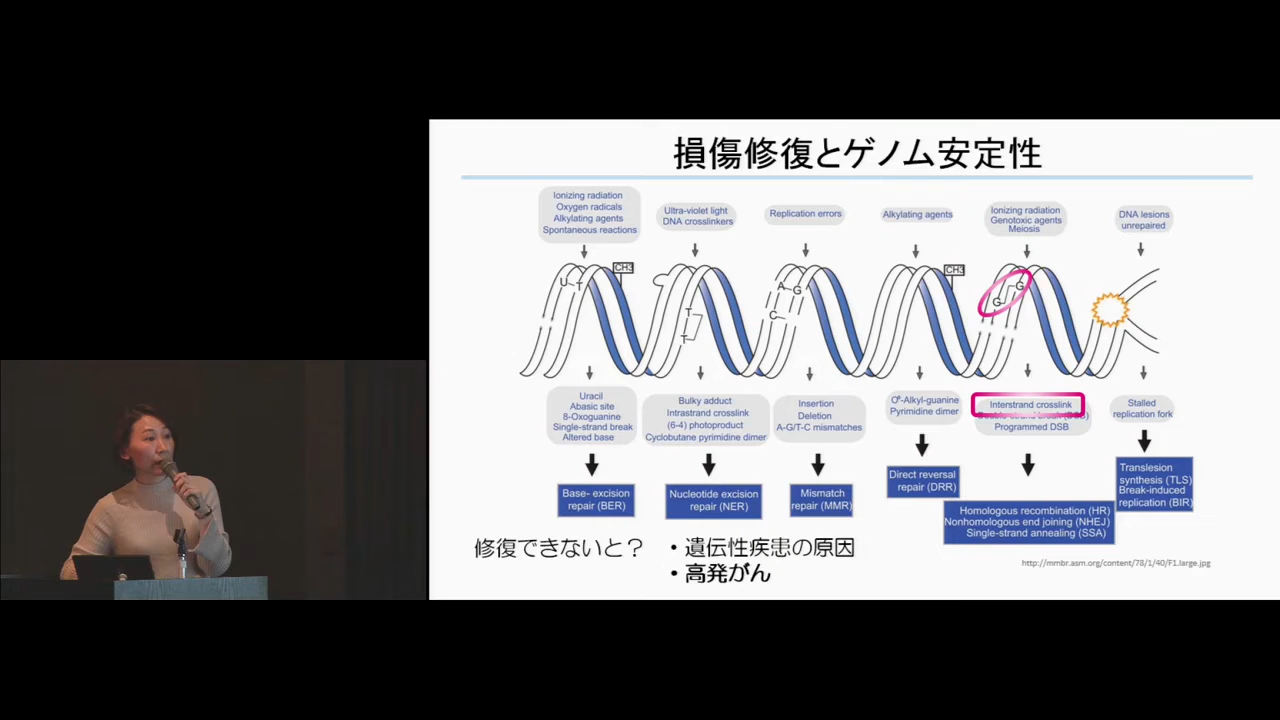 損傷修復とゲノム安定性
Ionizing radiation
Oxygen radicals
Alkylating agents
Spontaneous reactions
Ultra-violet light
DNA crosslinkers
Replication errors
Alkylating agents
Ionizing radiation
Genotoxic agents
Meiosis
DNA lesions
unrepaired
CH3
U T
T
T
A G
C
CH3
G
G
Uracil
Abasic site
8-Oxoguanine
Single-strand break
Altered base
Bulky adduct
Intrastrand crosslink
(6-4) photoproduct
Cyclobutane pyrimidine dimer
Insertion
Deletion
A-G/T-C mismatches
O⁶-Alkyl-guanine
Pyrimidine dimer
Interstrand crosslink
Double-strand break (DSB)
Programmed DSB
Stalled
replication fork
Base- excision
repair (BER)
Nucleotide excision
repair (NER)
Mismatch
repair (MMR)
Direct reversal
repair (DRR)
Homologous recombination (HR)
Nonhomologous end joining (NHEJ)
Single-strand annealing (SSA)
Translesion
synthesis (TLS)
Break-induced
replication (BIR)
修復できないと？
・遺伝性疾患の原因
・高発がん
http://mmbr.asm.org/content/78/1/40/F1.large.jpg